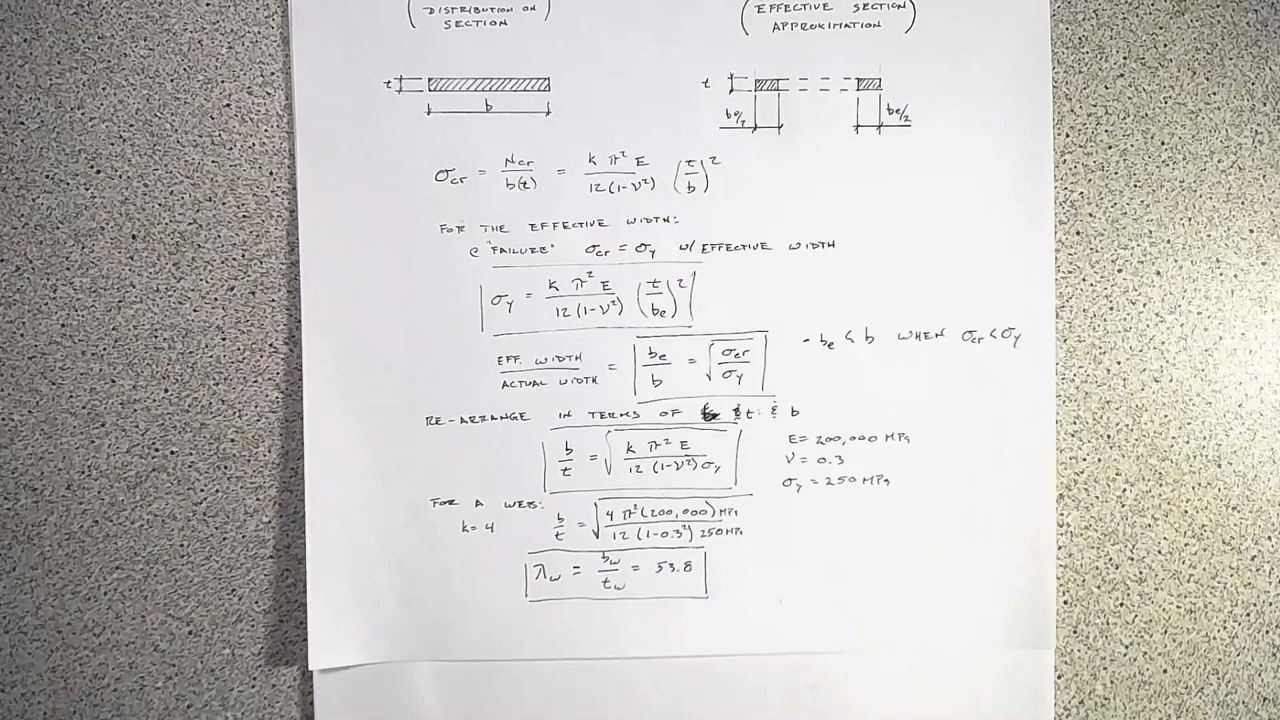 (DISTRIBUTION ON SECTION)
(EFFECTIVE SECTION APPROXIMATION)
t
b
t
be/2
be/2
σcr = Ncr / b(t) = k π² E / 12(1-ν²) (t/b)²
FOR THE EFFECTIVE WIDTH:
@ "FAILURE" σcr = σy w/ EFFECTIVE WIDTH
σy = k π² E / 12(1-ν²) (t/be)²
EFF. WIDTH / ACTUAL WIDTH = be/b = √(σcr/σy)
- be < b WHEN σcr < σy
RE-ARRANGE IN TERMS OF t & b
b/t = √(k π² E / 12 (1-ν²) σy)
E = 200,000 MPa
ν = 0.3
σy = 250 MPa
FOR A WEB:
k = 4
b/t = √(4 π² (200,000) MPa / 12 (1-0.3²) 250 MPa)
λw = bw/tw = 53.8